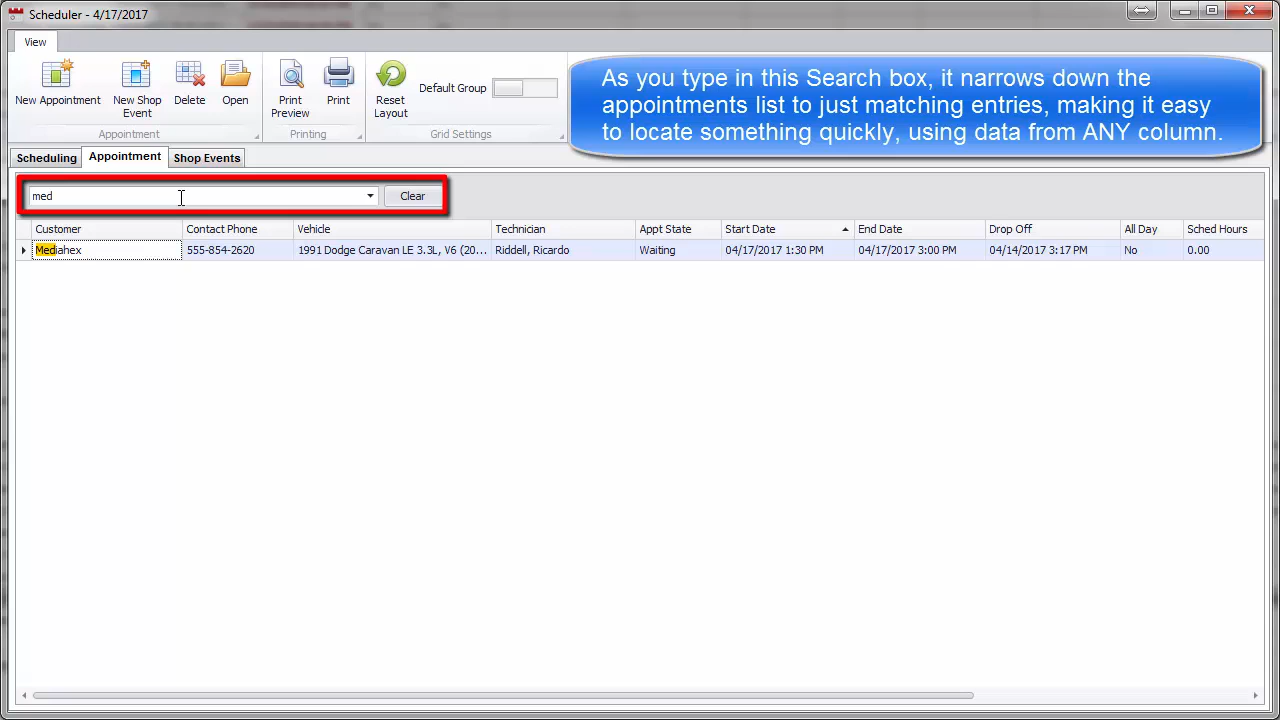 Scheduler - 4/17/2017
View
New Appointment
New Shop Event
Delete
Open
Print Preview
Print
Reset Layout
Default Group
Appointment
Printing
Grid Settings
As you type in this Search box, it narrows down the
appointments list to just matching entries, making it easy
to locate something quickly, using data from ANY column.
Scheduling Appointment Shop Events
med Clear
Customer Contact Phone Vehicle Technician Appt State Start Date End Date Drop Off All Day Sched Hours
Mediahex 555-854-2620 1991 Dodge Caravan LE 3.3L, V6 (20... Riddell, Ricardo Waiting 04/17/2017 1:30 PM 04/17/2017 3:00 PM 04/14/2017 3:17 PM No 0.00